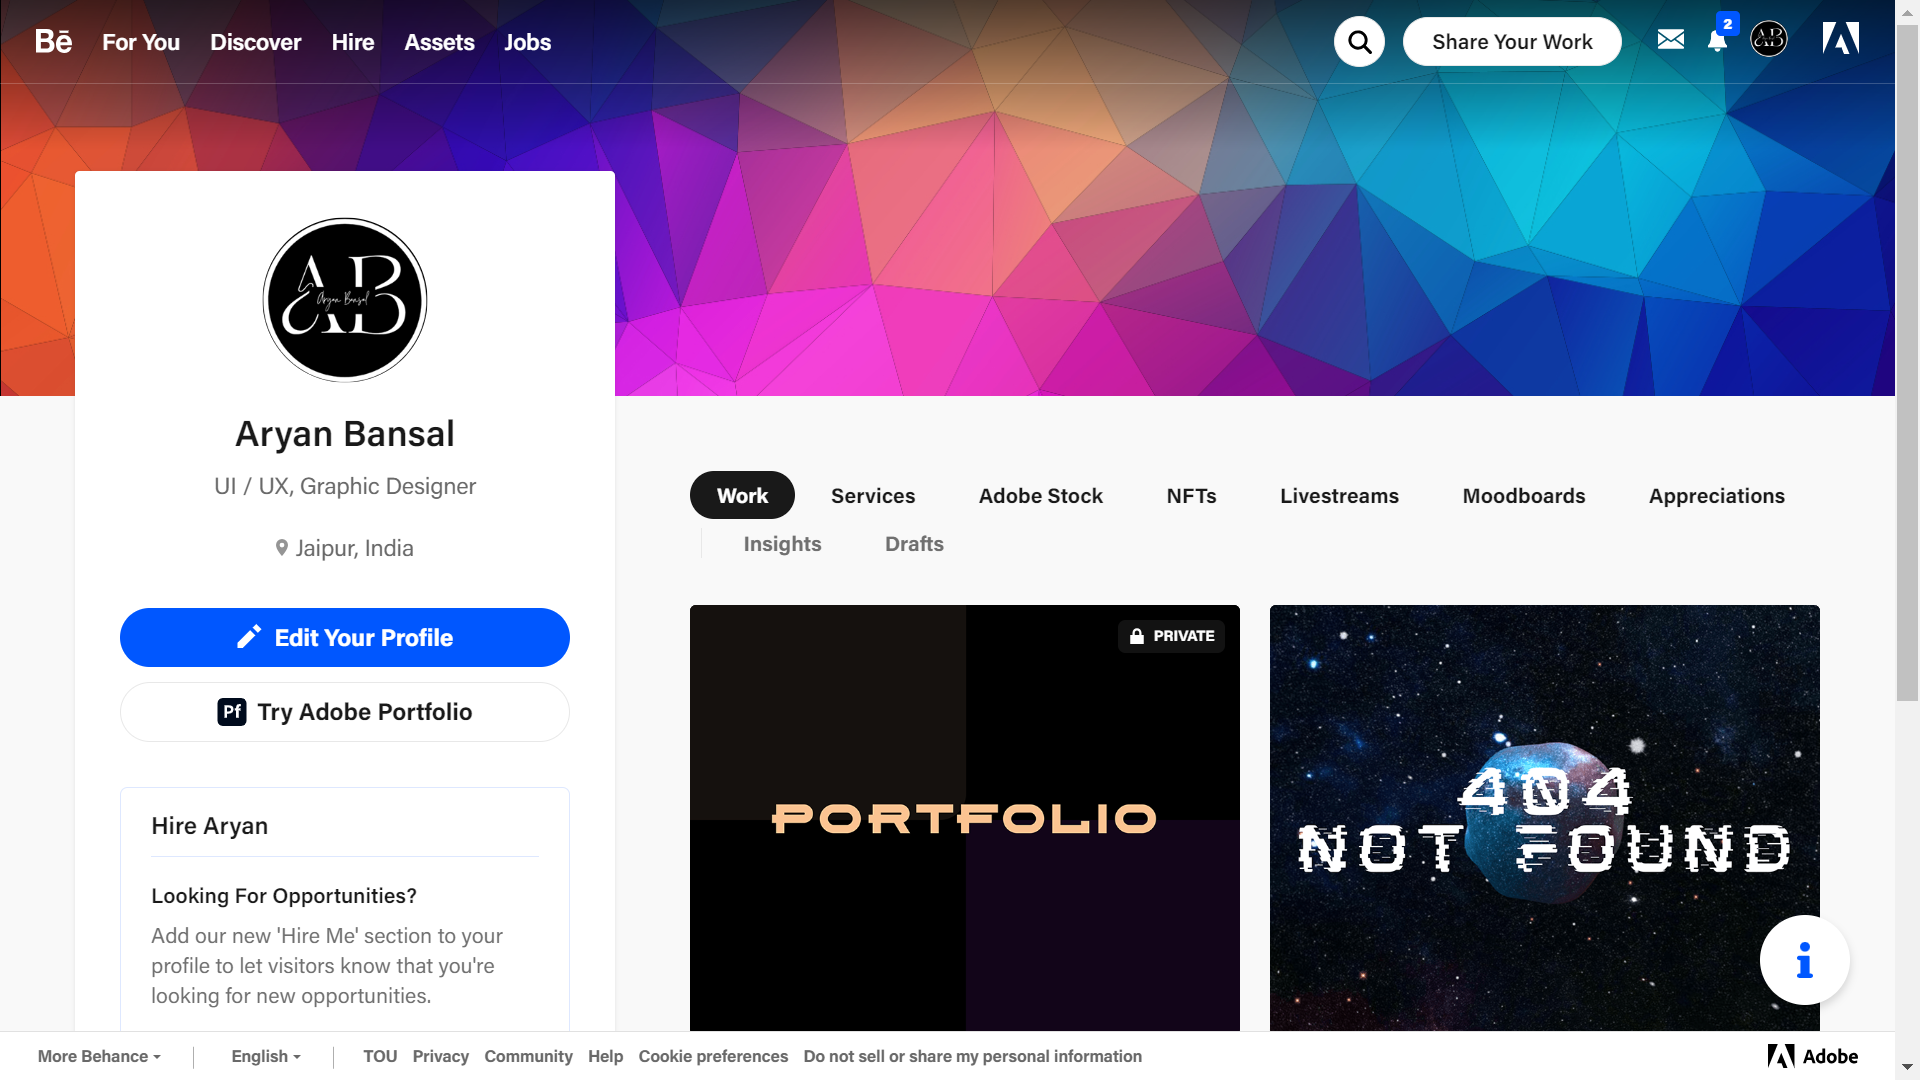 Bē For You Discover Hire Assets Jobs Share Your Work 2
AB
Aryan Bansal
Aryan Bansal
UI / UX, Graphic Designer
Jaipur, India
Edit Your Profile
Pf Try Adobe Portfolio
Hire Aryan
Looking For Opportunities?
Add our new 'Hire Me' section to your
profile to let visitors know that you're
looking for new opportunities.
Work Services Adobe Stock NFTs Livestreams Moodboards Appreciations
Insights Drafts
PRIVATE
PORTFOLIO
404
NOT FOUND
More Behance English TOU Privacy Community Help Cookie preferences Do not sell or share my personal information Adobe